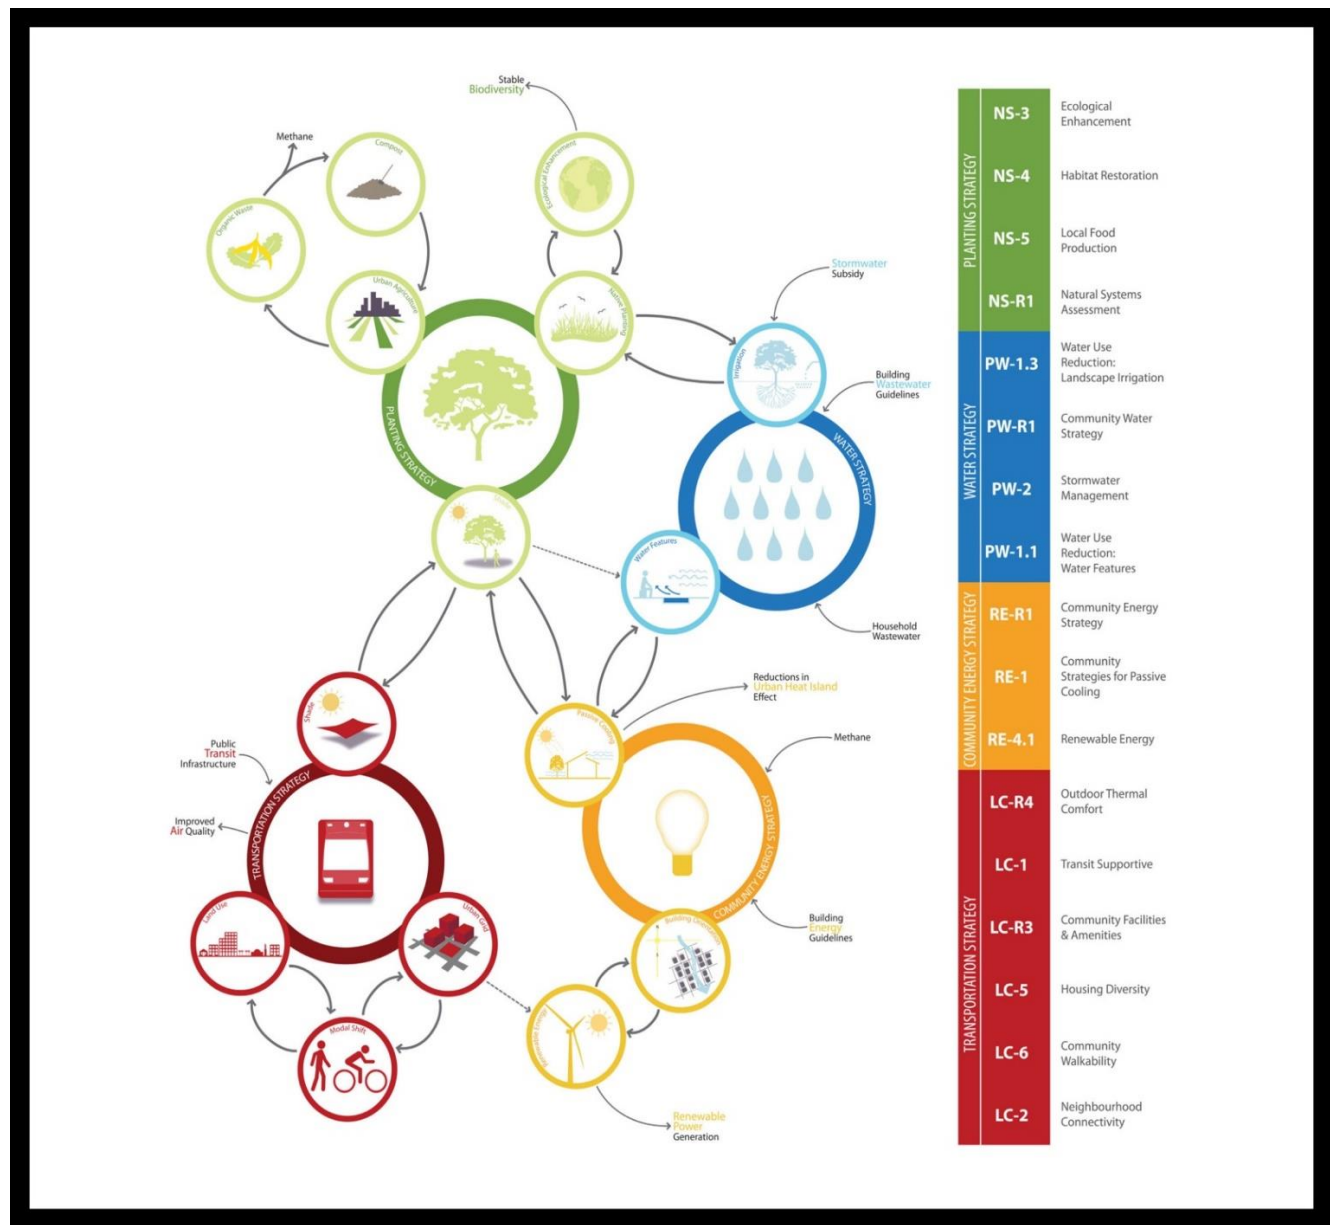 Stable
Biodiversity
Methane
Compost
Ecological Enhancement
Organic Waste
Urban Agriculture
Native Planting
Stormwater
Subsidy
Irrigation
Building
Wastewater
Guidelines
PLANTING STRATEGY
WATER STRATEGY
Shade
Water Features
Household
Wastewater
Reductions in
Urban Heat Island
Effect
Shade
Passive Cooling
Public
Transit
Infrastructure
Methane
TRANSPORTATION STRATEGY
Improved
Air Quality
COMMUNITY ENERGY STRATEGY
Land Use
Urban Grid
Building
Energy
Guidelines
Building Orientation
Modal Shift
Renewable Energy
Renewable
Power
Generation
PLANTING STRATEGY
NS-3
Ecological
Enhancement
NS-4
Habitat Restoration
NS-5
Local Food
Production
NS-R1
Natural Systems
Assessment
WATER STRATEGY
PW-1.3
Water Use
Reduction:
Landscape Irrigation
PW-R1
Community Water
Strategy
PW-2
Stormwater
Management
PW-1.1
Water Use
Reduction:
Water Features
COMMUNITY ENERGY STRATEGY
RE-R1
Community Energy
Strategy
RE-1
Community
Strategies for Passive
Cooling
RE-4.1
Renewable Energy
TRANSPORTATION STRATEGY
LC-R4
Outdoor Thermal
Comfort
LC-1
Transit Supportive
LC-R3
Community Facilities
& Amenities
LC-5
Housing Diversity
LC-6
Community
Walkability
LC-2
Neighbourhood
Connectivity